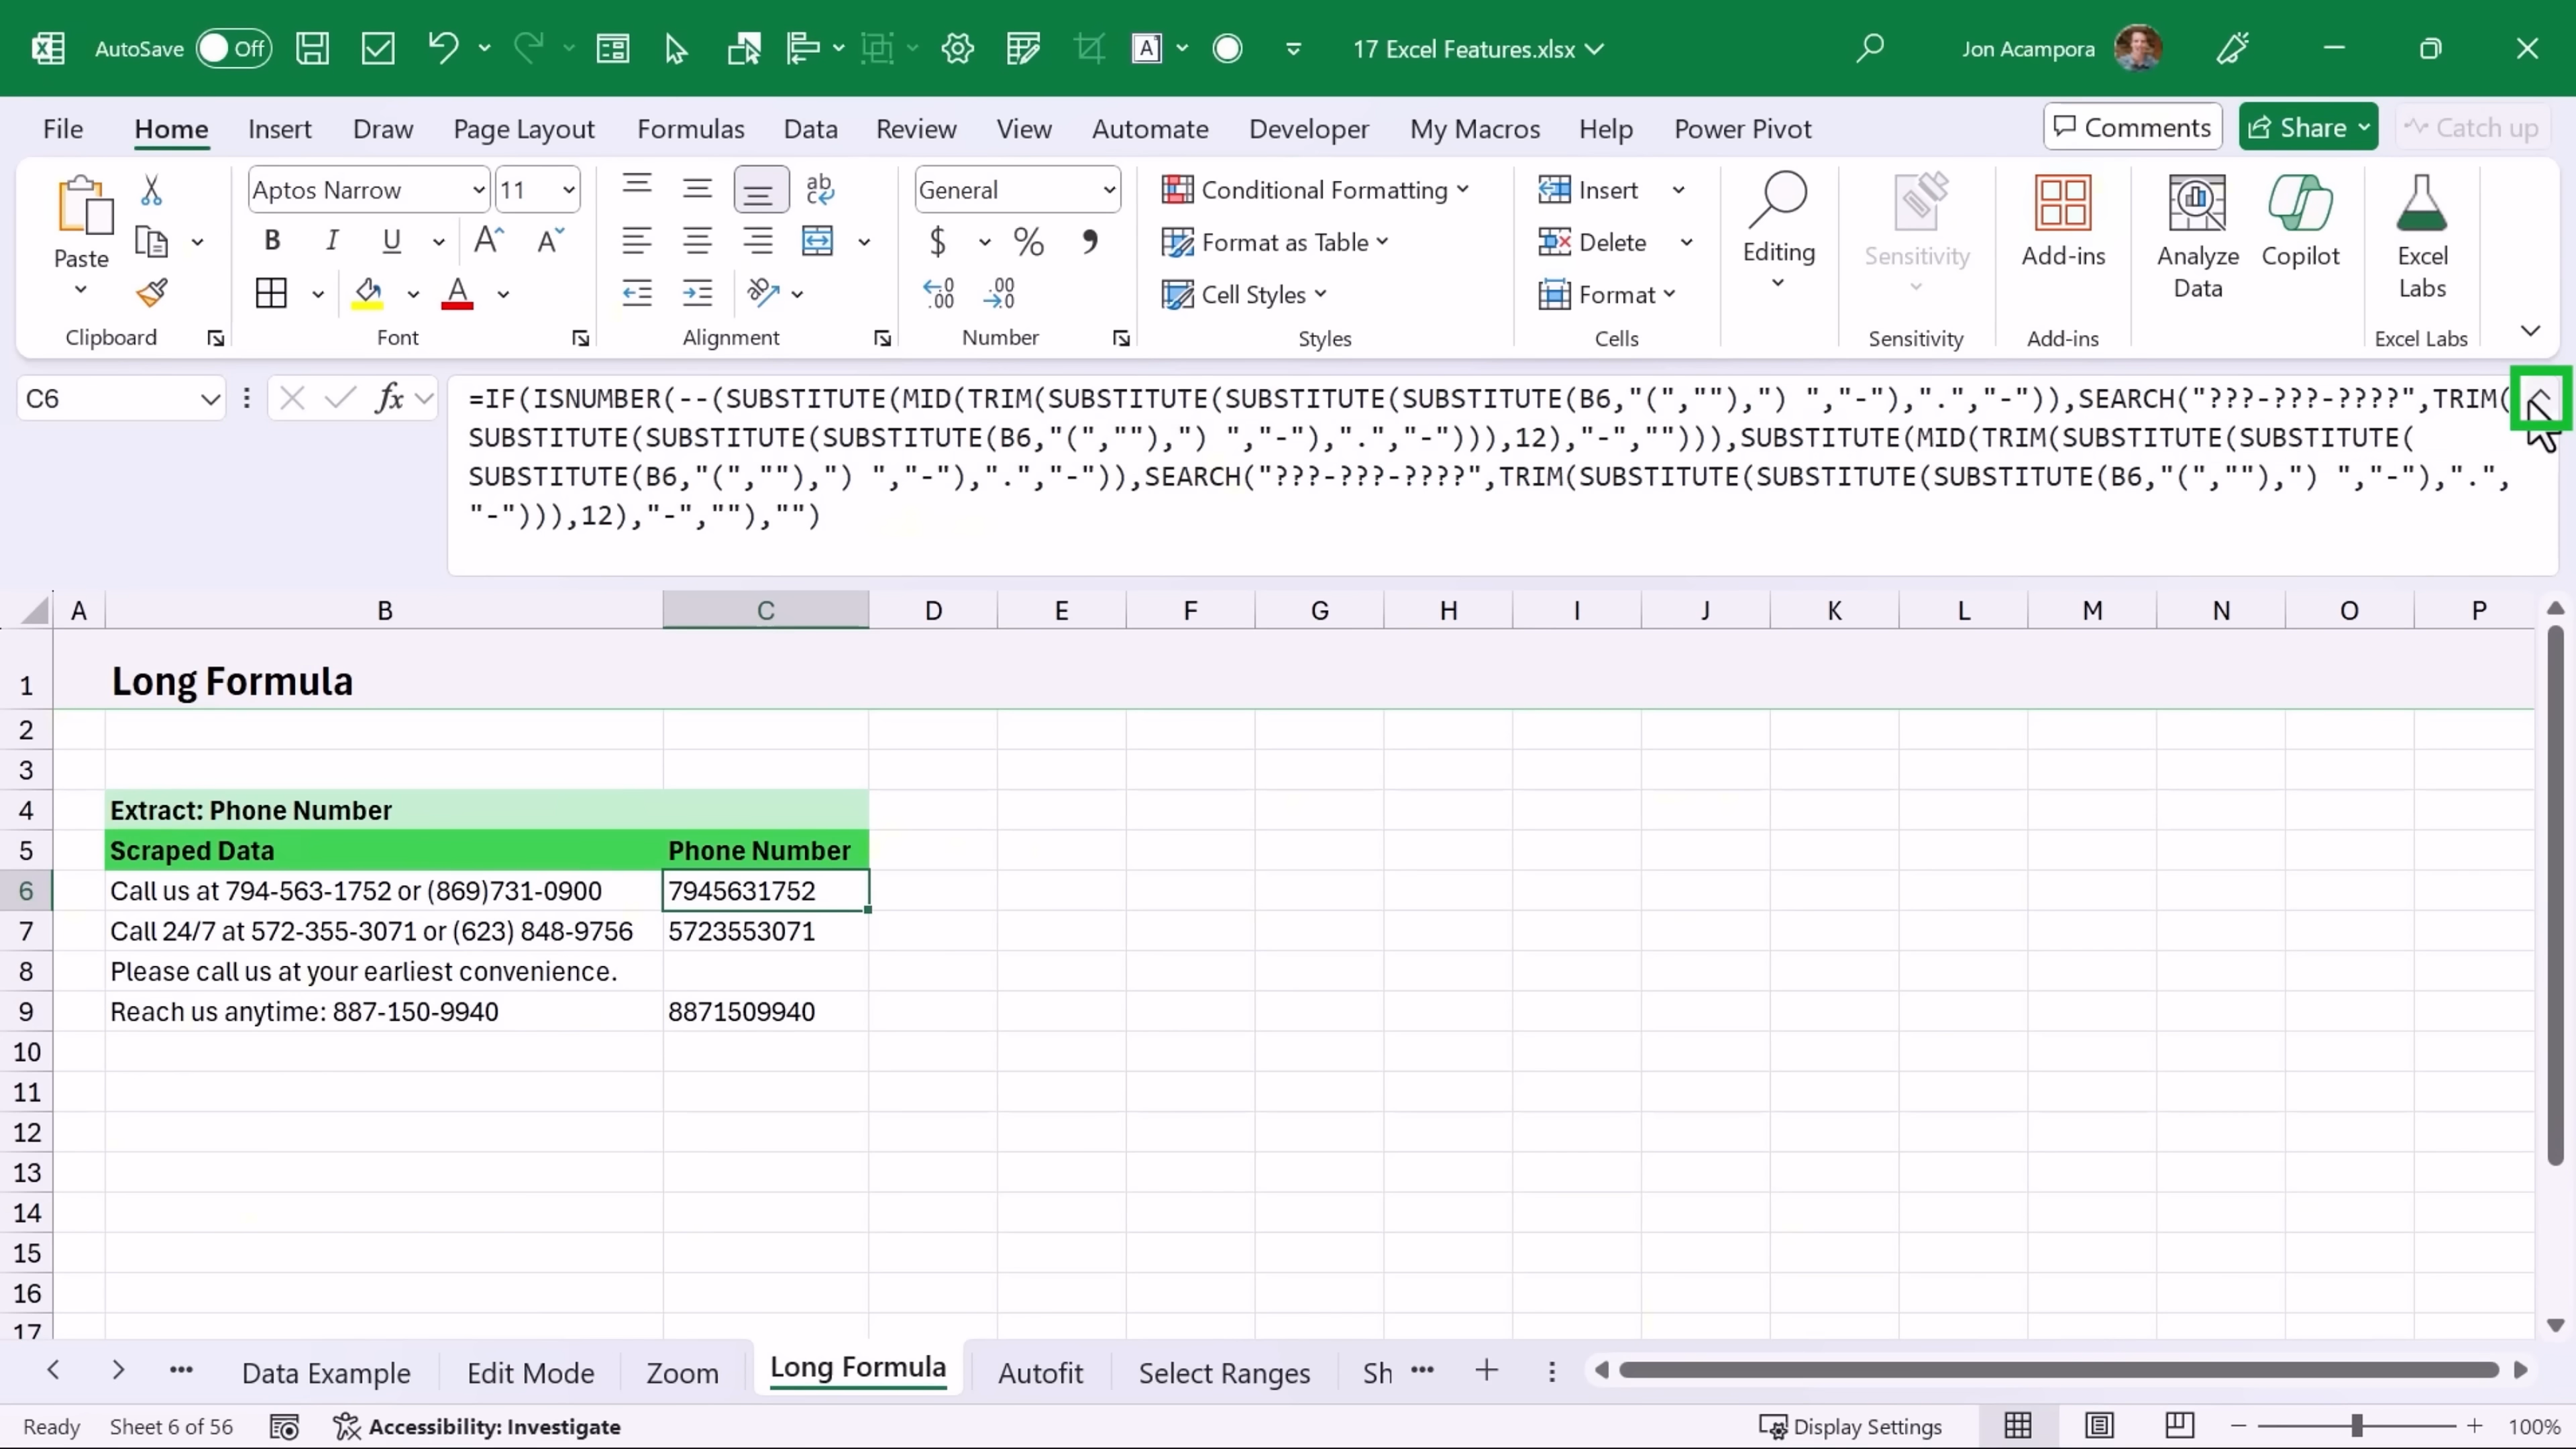 AutoSave Off 17 Excel Features.xlsx Jon Acampora
File Home Insert Draw Page Layout Formulas Data Review View Automate Developer My Macros Help Power Pivot Comments Share Catch up
Paste
Clipboard
Aptos Narrow 11
B I U
Font
Alignment
General
Number
Conditional Formatting
Format as Table
Cell Styles
Styles
Insert
Delete
Format
Cells
Editing
Sensitivity
Sensitivity
Add-ins
Add-ins
Analyze Data
Copilot
Excel Labs
Excel Labs
C6
=IF(ISNUMBER(--(SUBSTITUTE(MID(TRIM(SUBSTITUTE(SUBSTITUTE(SUBSTITUTE(B6,"(",""),") ","-"),".","-")),SEARCH("???-???-????",TRIM(
SUBSTITUTE(SUBSTITUTE(SUBSTITUTE(B6,"(",""),") ","-"),".","-"))),12),"-",""))),SUBSTITUTE(MID(TRIM(SUBSTITUTE(SUBSTITUTE(
SUBSTITUTE(B6,"(",""),") ","-"),".","-")),SEARCH("???-???-????",TRIM(SUBSTITUTE(SUBSTITUTE(SUBSTITUTE(B6,"(",""),") ","-"),".",
"-"))),12),"-",""),"")
A B C D E F G H I J K L M N O P
1 Long Formula
2
3
4 Extract: Phone Number
5 Scraped Data Phone Number
6 Call us at 794-563-1752 or (869)731-0900 7945631752
7 Call 24/7 at 572-355-3071 or (623) 848-9756 5723553071
8 Please call us at your earliest convenience.
9 Reach us anytime: 887-150-9940 8871509940
10
11
12
13
14
15
16
17
Data Example Edit Mode Zoom Long Formula Autofit Select Ranges Sh
Ready Sheet 6 of 56 Accessibility: Investigate Display Settings 100%